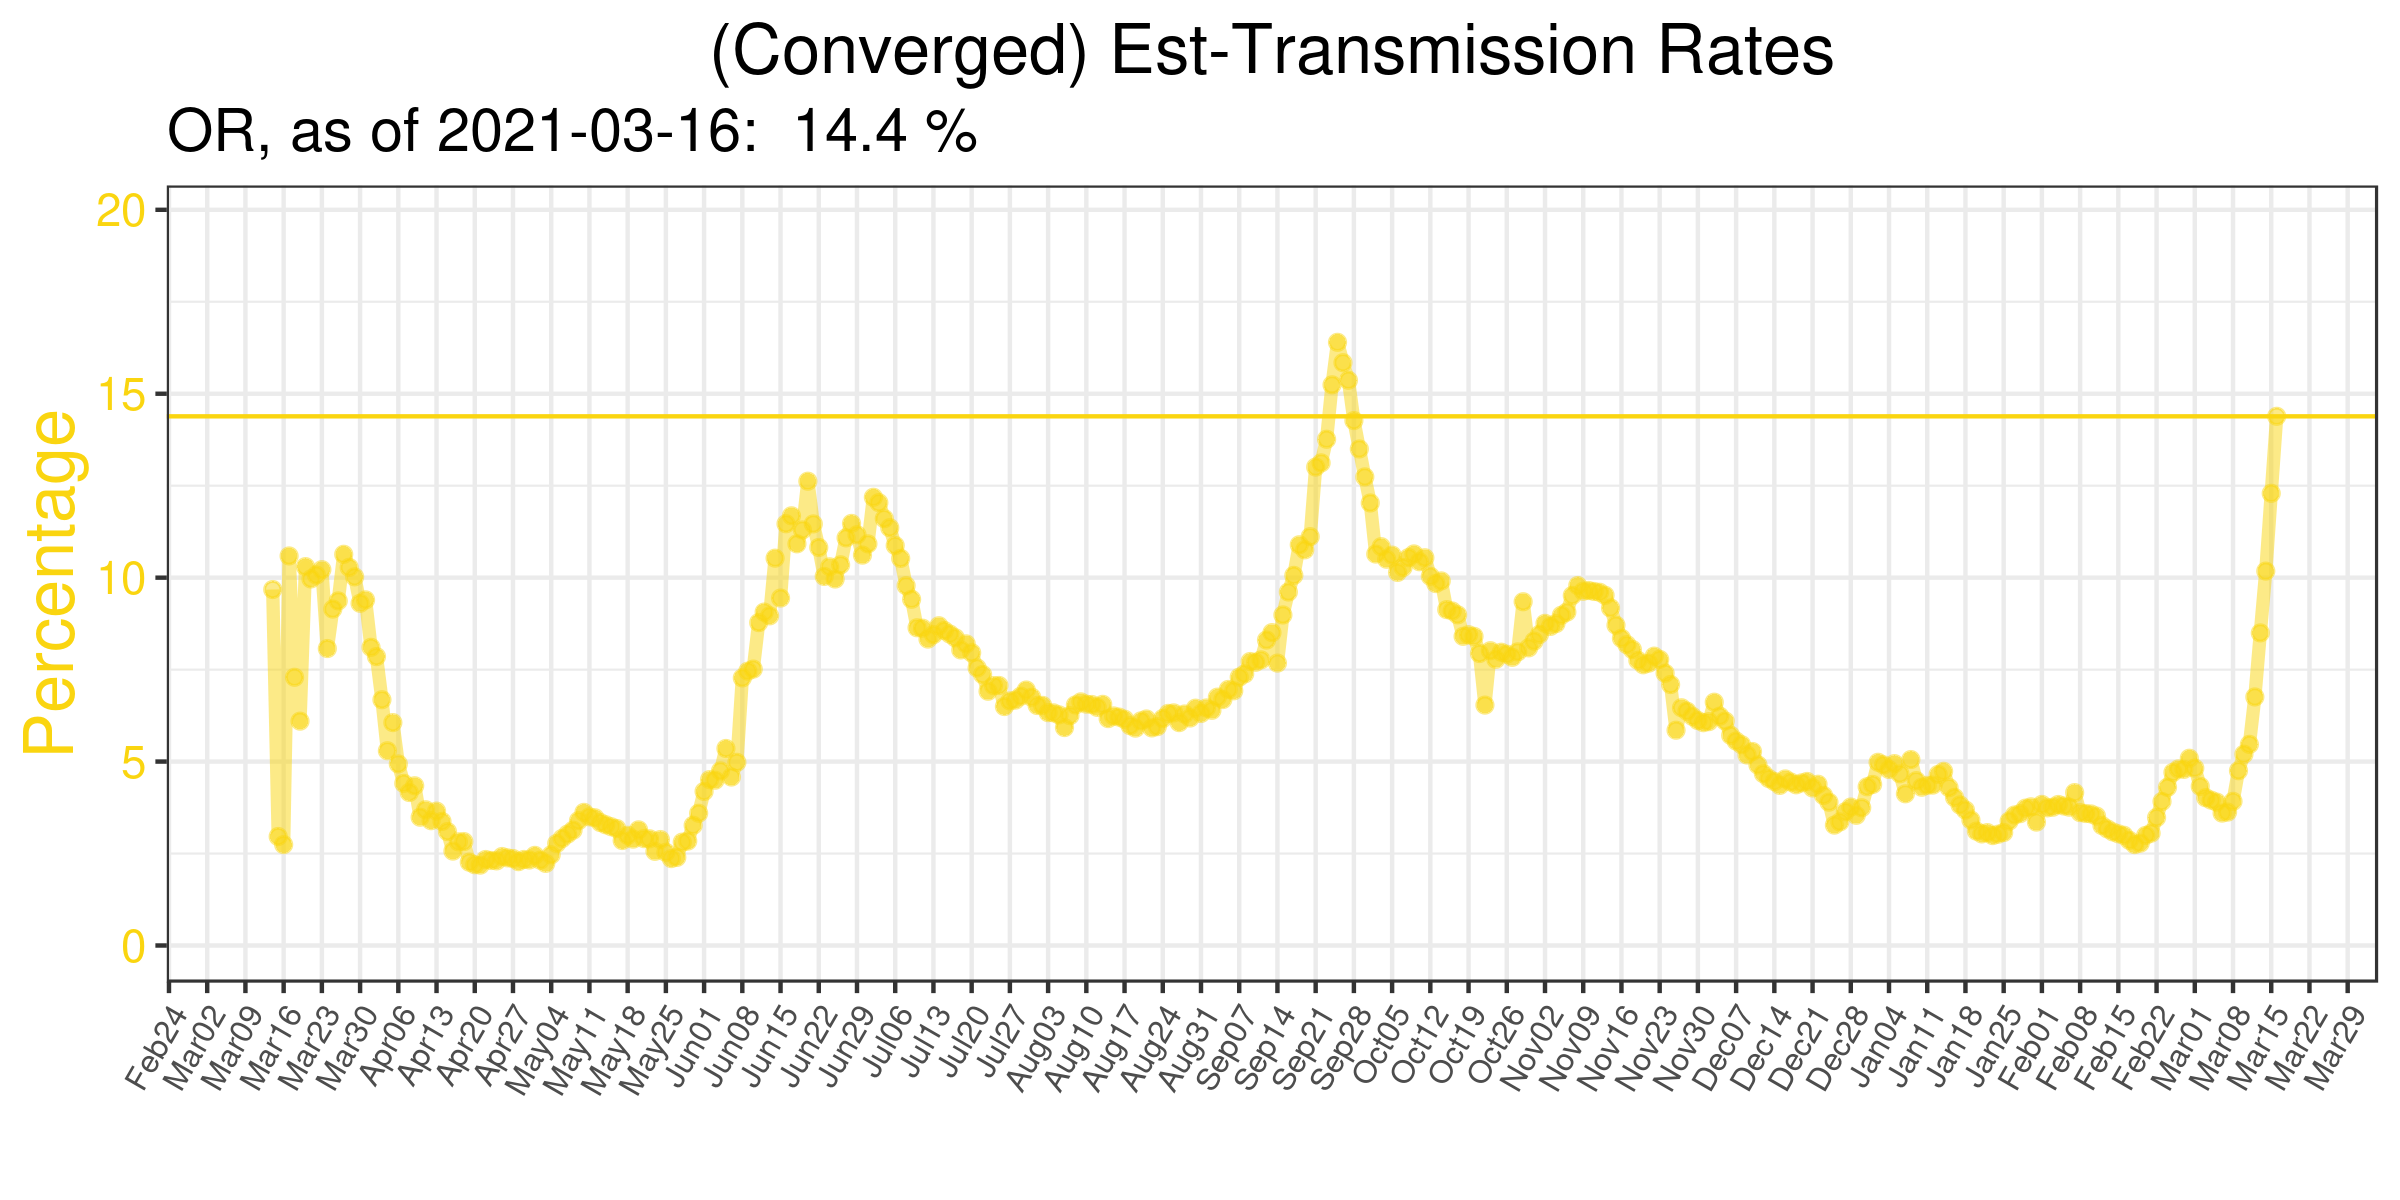 (Converged) Est-Transmission Rates
OR, as of 2021-03-16: 14.4 %
Percentage
20
15
10
5
0
Feb24
Mar02
Mar09
Mar16
Mar23
Mar30
Apr06
Apr13
Apr20
Apr27
May04
May11
May18
May25
Jun01
Jun08
Jun15
Jun22
Jun29
Jul06
Jul13
Jul20
Jul27
Aug03
Aug10
Aug17
Aug24
Aug31
Sep07
Sep14
Sep21
Sep28
Oct05
Oct12
Oct19
Oct26
Nov02
Nov09
Nov16
Nov23
Nov30
Dec07
Dec14
Dec21
Dec28
Jan04
Jan11
Jan18
Jan25
Feb01
Feb08
Feb15
Feb22
Mar01
Mar08
Mar15
Mar22
Mar29